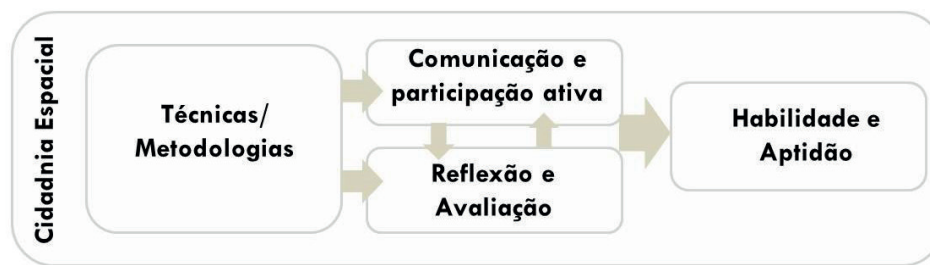 Cidadnia Espacial
Técnicas/
Metodologias
Comunicação e
participação ativa
Reflexão e
Avaliação
Habilidade e
Aptidão